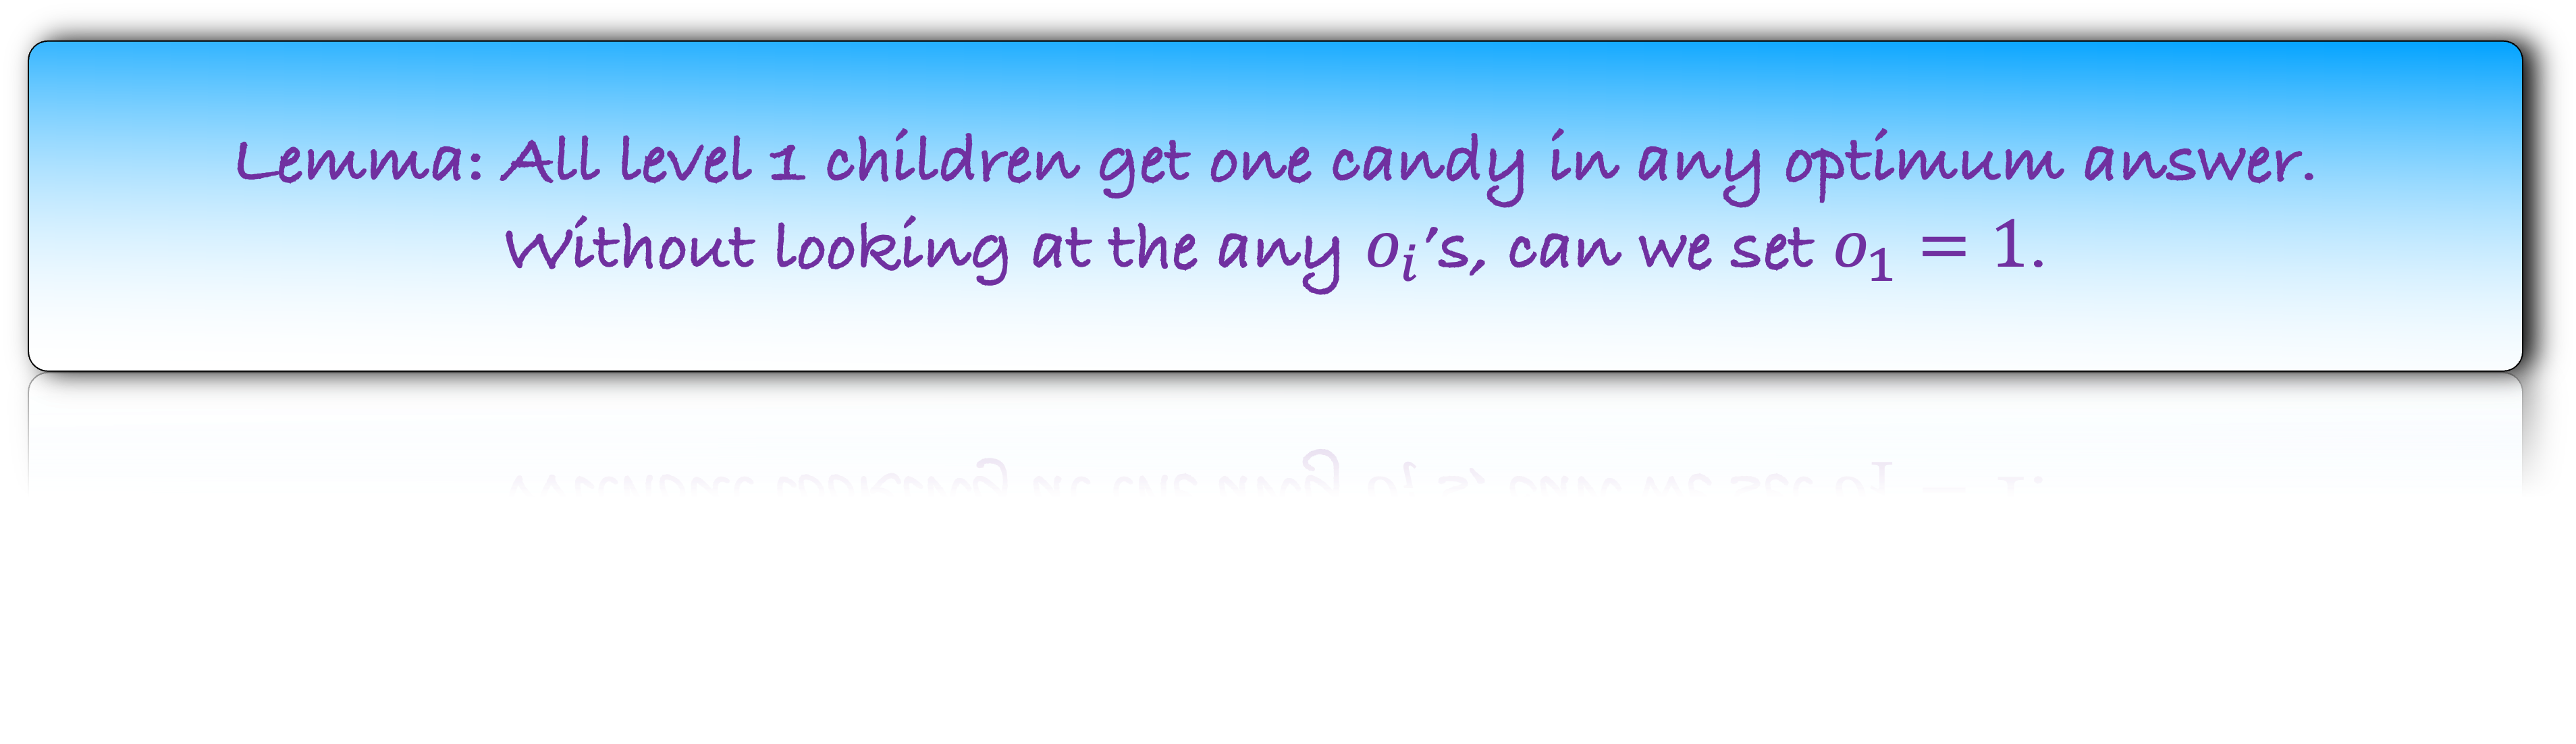 Lemma: All level 1 children get one candy in any optimum answer.
Without looking at the any oᵢ's, can we set o₁ = 1.